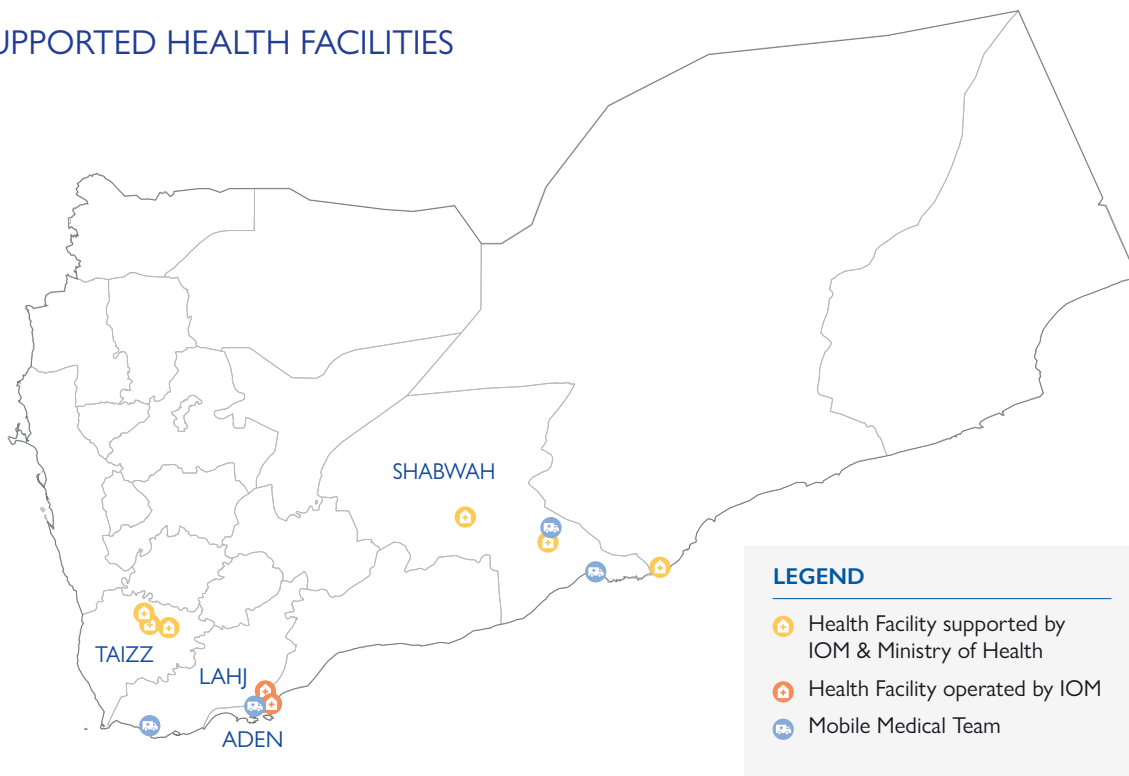 UPPORTED HEALTH FACILITIES
SHABWAH
TAIZZ
LAHJ
ADEN
LEGEND
Health Facility supported by
IOM & Ministry of Health
Health Facility operated by IOM
Mobile Medical Team